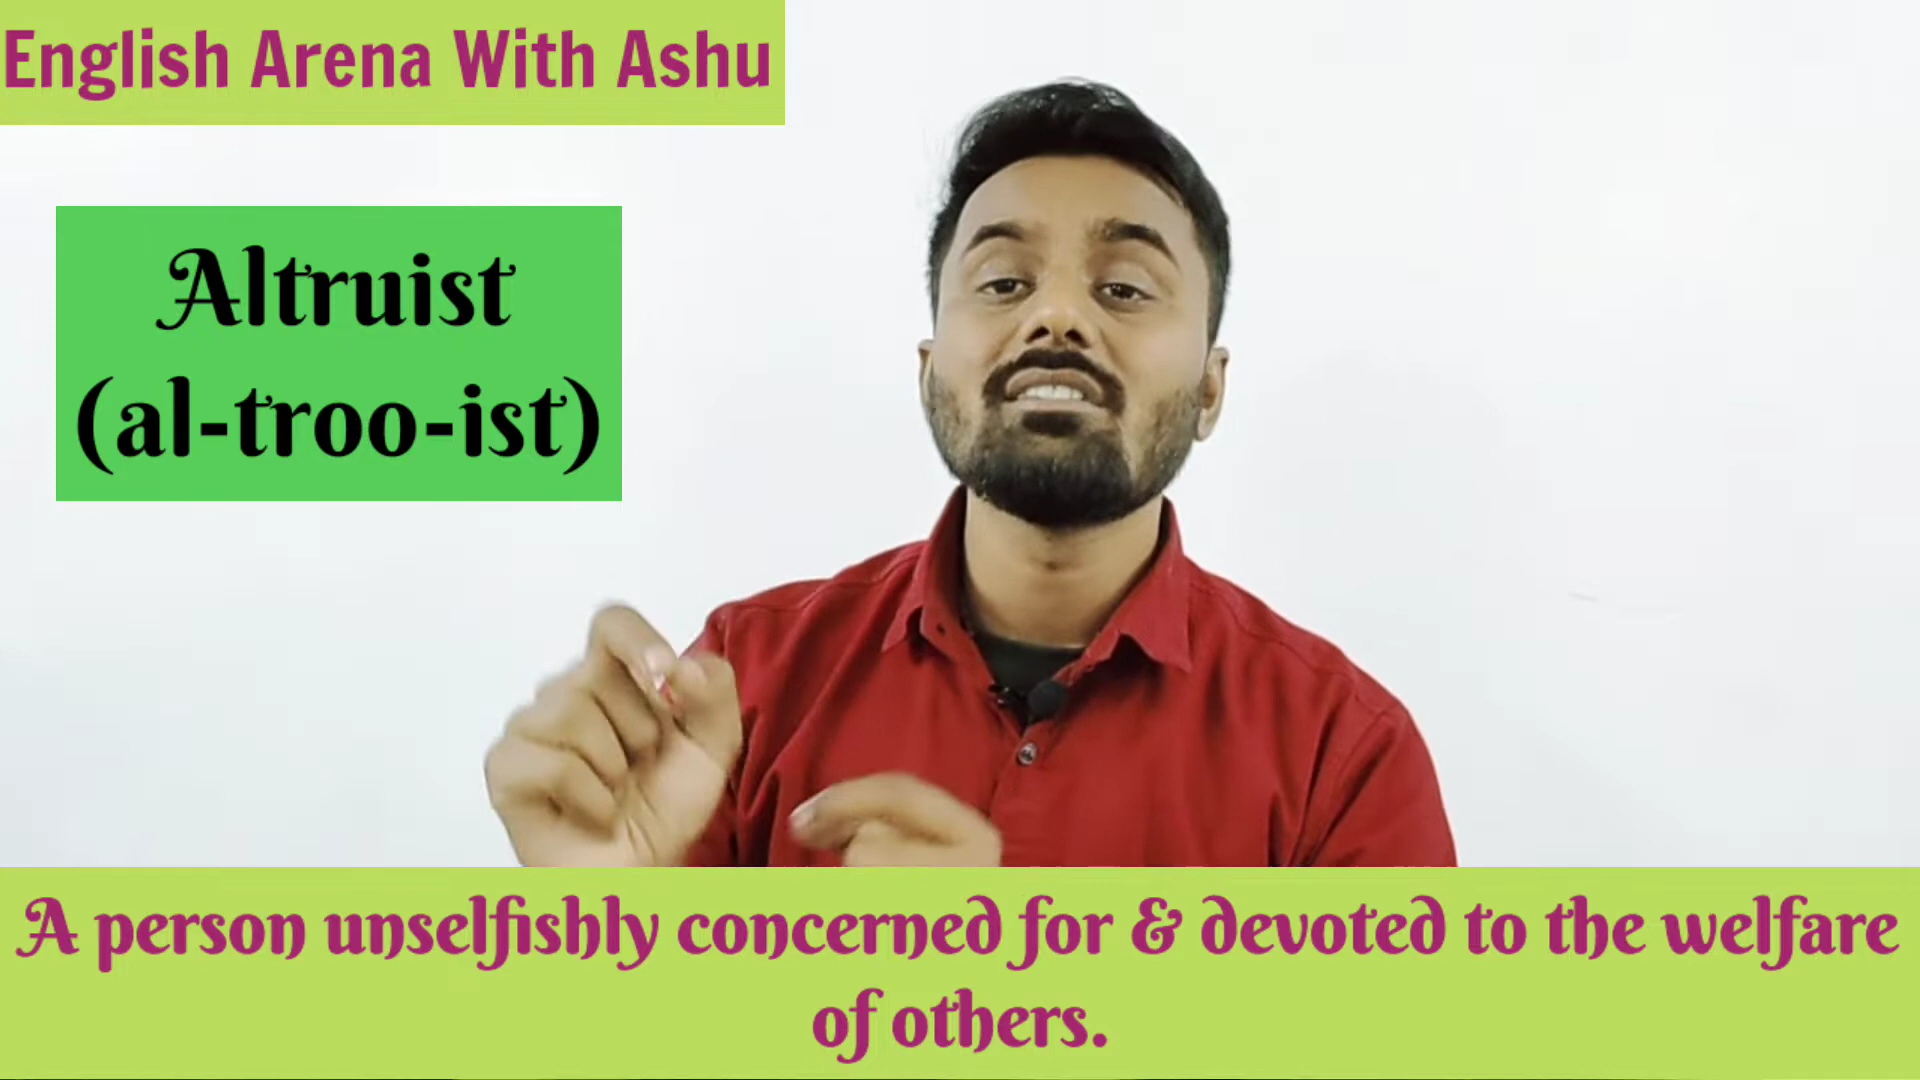 English Arena With Ashu
Altruist
(al-troo-ist)
A person unselfishly concerned for & devoted to the welfare
of others.